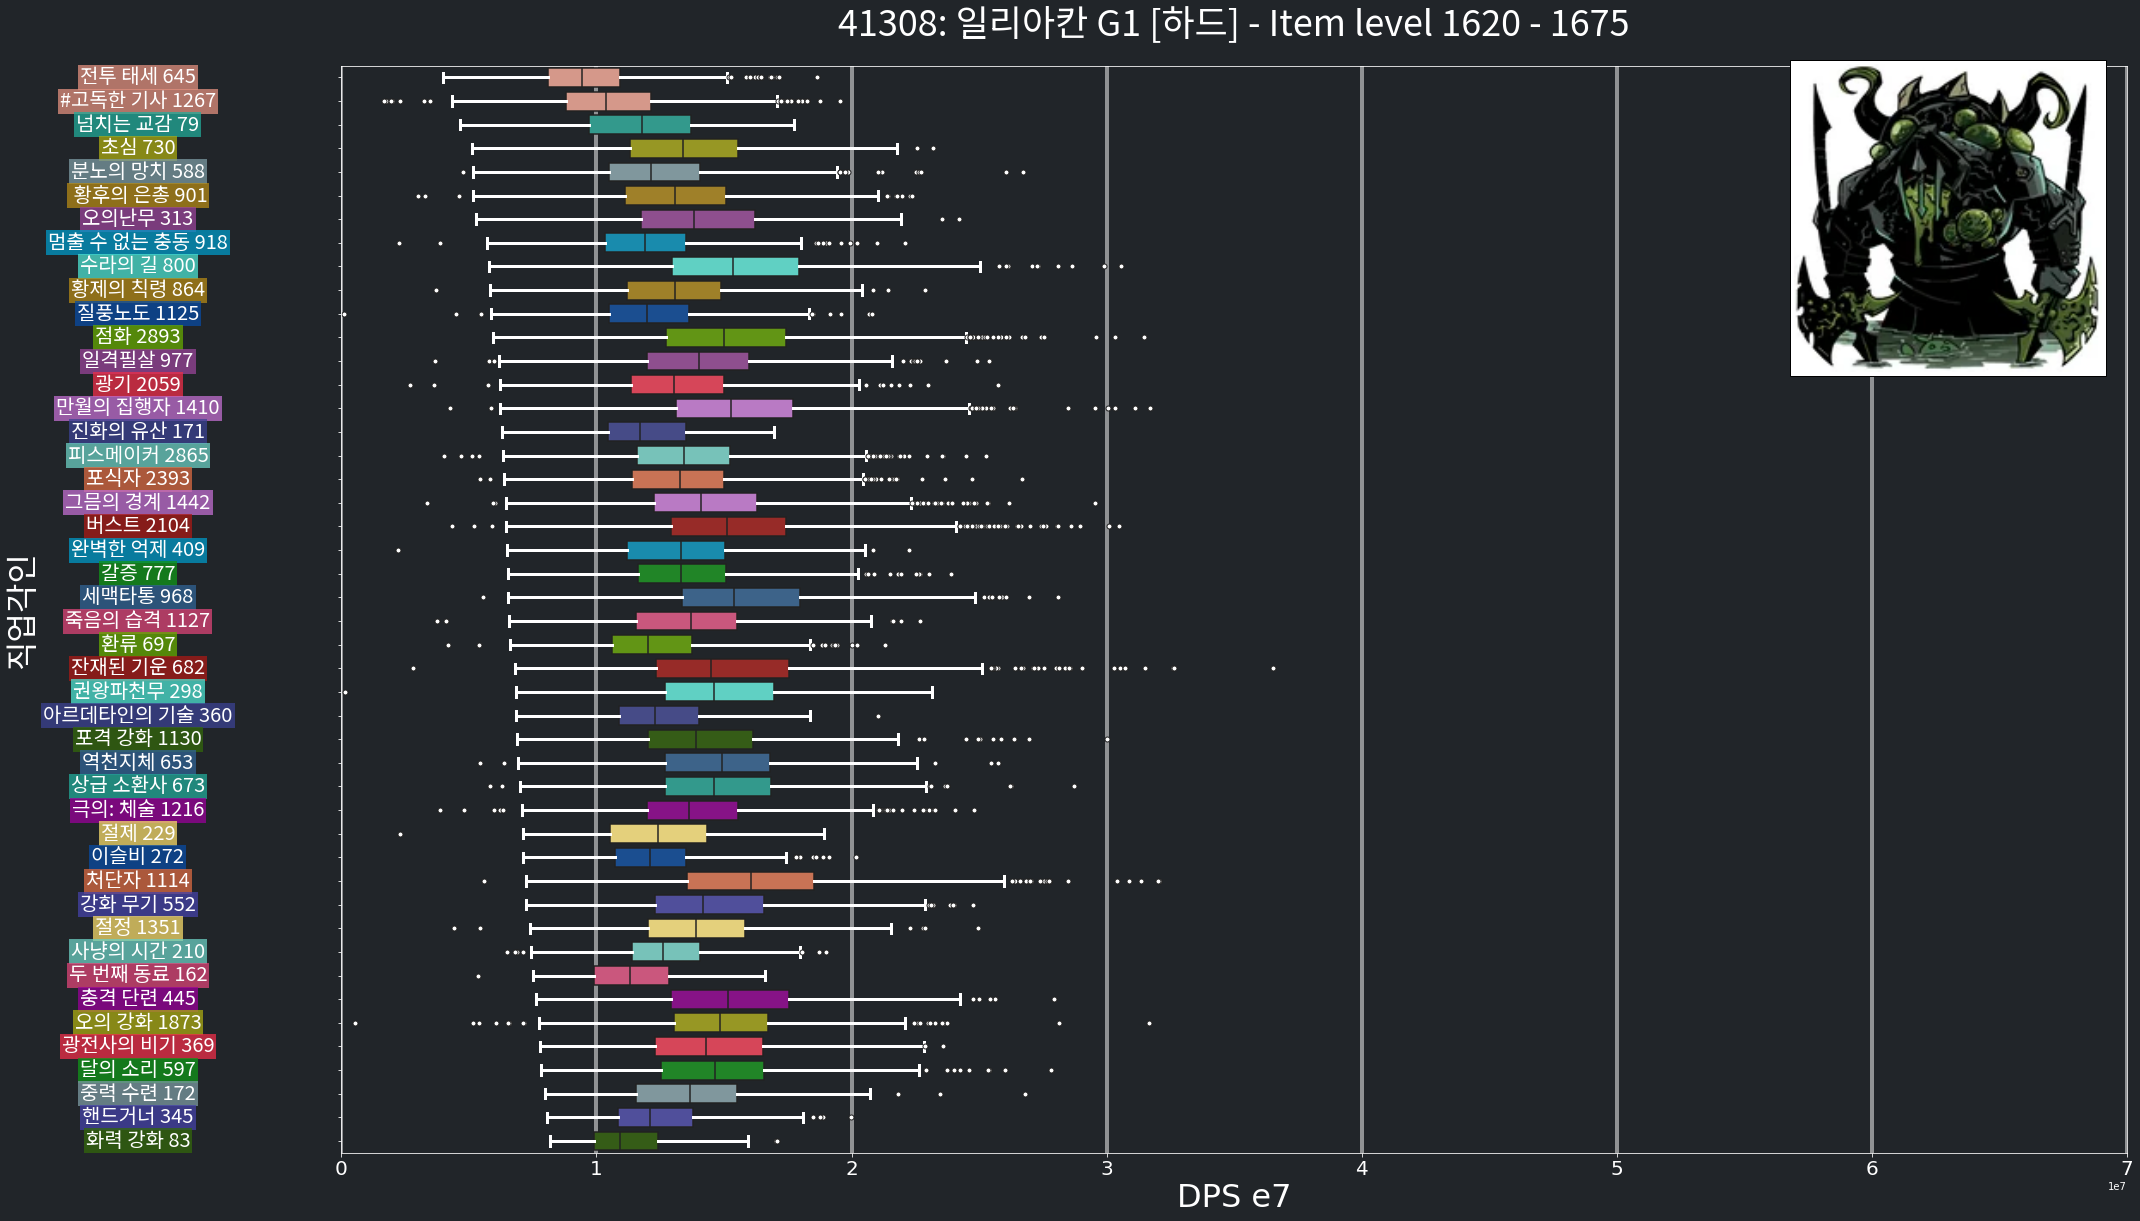 41308: 일리아칸 G1 [하드] - Item level 1620 - 1675
직업각인
전투 태세 645
#고독한 기사 1267
넘치는 교감 79
초심 730
분노의 망치 588
황후의 은총 901
오의난무 313
멈출 수 없는 충동 918
수라의 길 800
황제의 칙령 864
질풍노도 1125
점화 2893
일격필살 977
광기 2059
만월의 집행자 1410
진화의 유산 171
피스메이커 2865
포식자 2393
그믐의 경계 1442
버스트 2104
완벽한 억제 409
갈증 777
세맥타통 968
죽음의 습격 1127
환류 697
잔재된 기운 682
권왕파천무 298
아르데타인의 기술 360
포격 강화 1130
역천지체 653
상급 소환사 673
극의: 체술 1216
절제 229
이슬비 272
처단자 1114
강화 무기 552
절정 1351
사냥의 시간 210
두 번째 동료 162
충격 단련 445
오의 강화 1873
광전사의 비기 369
달의 소리 597
중력 수련 172
핸드거너 345
화력 강화 83
0 1 2 3 4 5 6 7
1e7
DPS e7